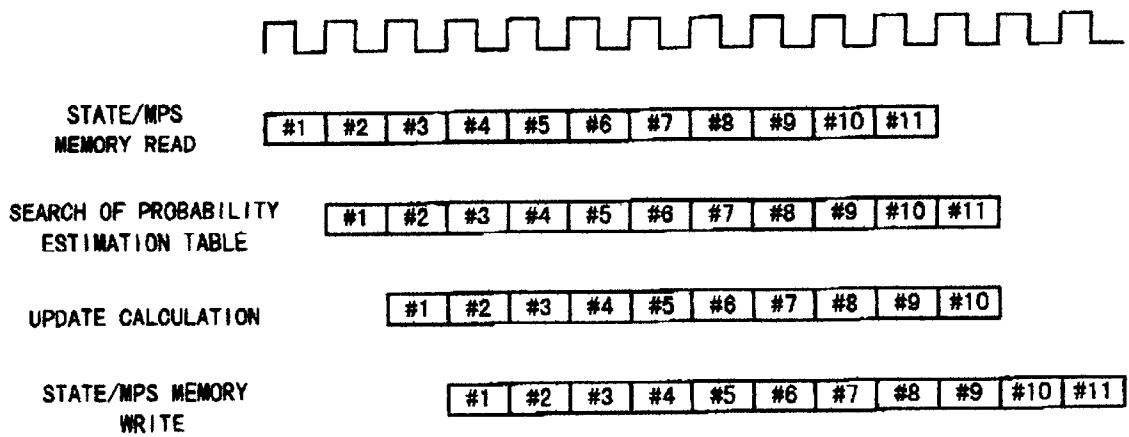 STATE/MPS
MEMORY READ
#1 #2 #3 #4 #5 #6 #7 #8 #9 #10 #11
SEARCH OF PROBABILITY
ESTIMATION TABLE
#1 #2 #3 #4 #5 #6 #7 #8 #9 #10 #11
UPDATE CALCULATION
#1 #2 #3 #4 #5 #6 #7 #8 #9 #10
STATE/MPS MEMORY
WRITE
#1 #2 #3 #4 #5 #6 #7 #8 #9 #10 #11